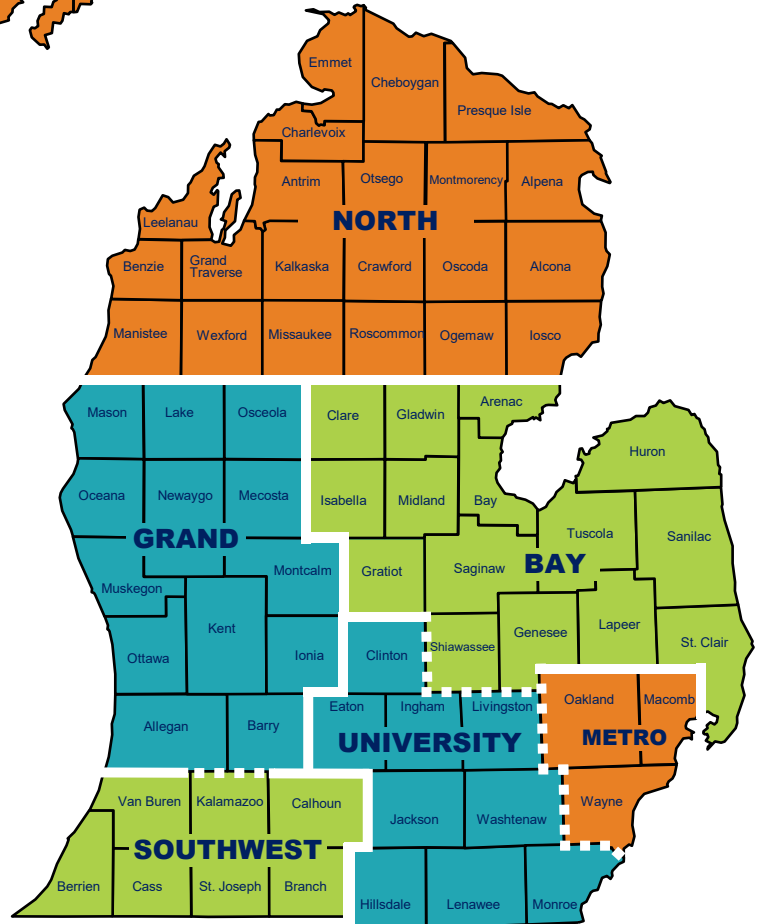 Emmet
Cheboygan
Presque Isle
Charlevoix
Antrim
Otsego
Montmorency
Alpena
Leelanau
NORTH
Benzie
Grand
Traverse
Kalkaska
Crawford
Oscoda
Alcona
Manistee
Wexford
Missaukee
Roscommon
Ogemaw
Iosco
Mason
Lake
Osceola
Clare
Gladwin
Arenac
Huron
Oceana
Newaygo
Mecosta
Isabella
Midland
Bay
Tuscola
Sanilac
GRAND
Montcalm
Gratiot
Saginaw
BAY
Muskegon
Kent
Ottawa
Ionia
Clinton
Shiawassee
Genesee
Lapeer
St. Clair
Allegan
Barry
Eaton
Ingham
Livingston
UNIVERSITY
Oakland
Macomb
METRO
Van Buren
Kalamazoo
Calhoun
Jackson
Washtenaw
Wayne
SOUTHWEST
Berrien
Cass
St. Joseph
Branch
Hillsdale
Lenawee
Monroe